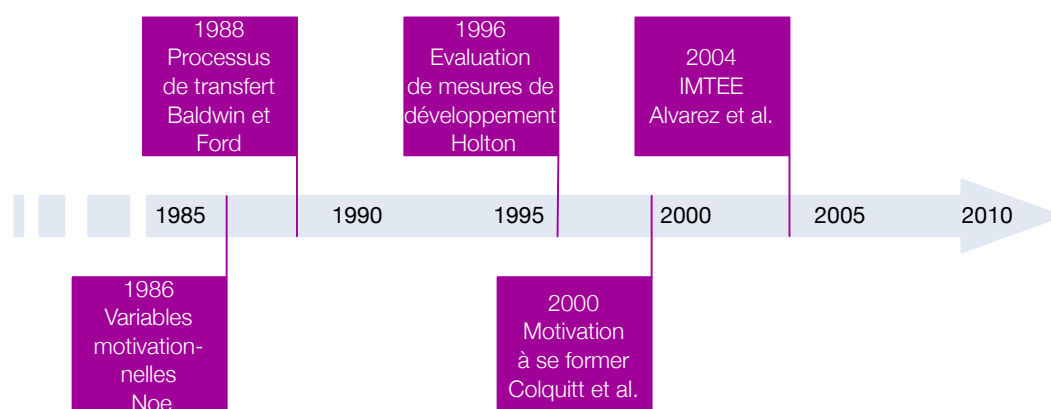 1988
Processus
de transfert
Baldwin et
Ford
1996
Evaluation
de mesures de
développement
Holton
2004
IMTEE
Alvarez et al.
1985
1990
1995
2000
2005
2010
1986
Variables
motivation-
nelles
Noe
2000
Motivation
à se former
Colquitt et al.